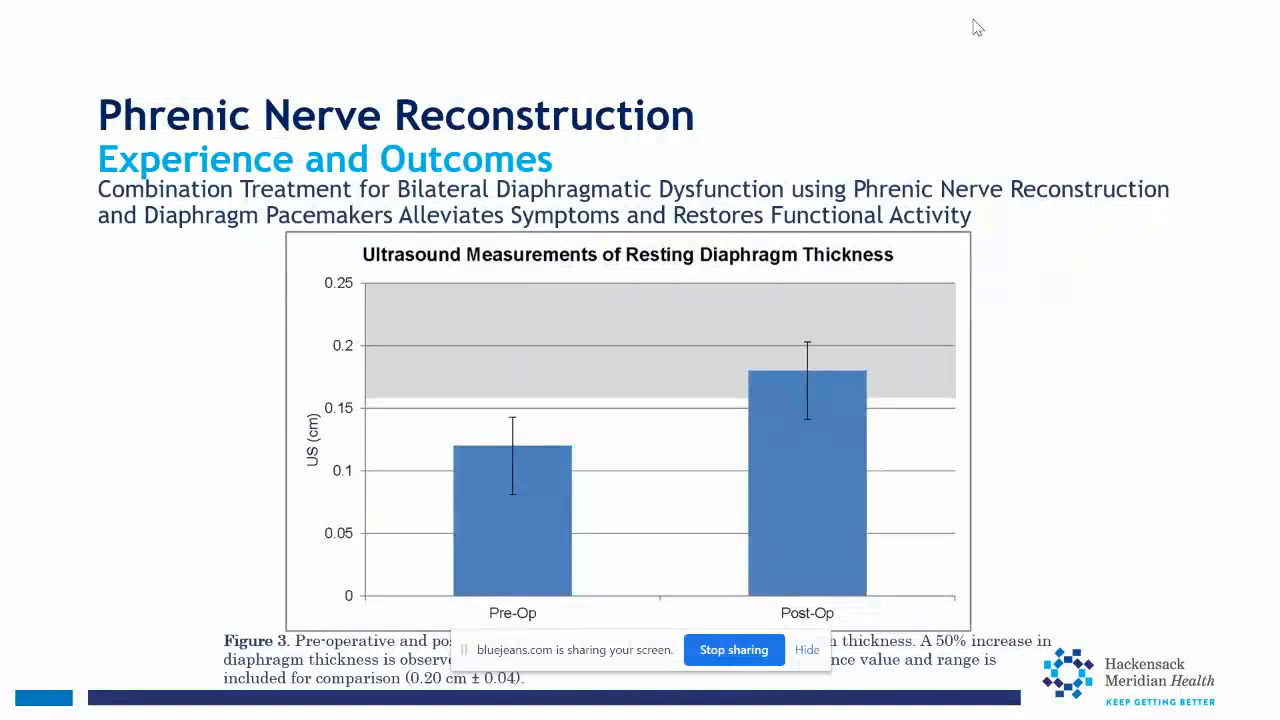 Phrenic Nerve Reconstruction
Experience and Outcomes
Combination Treatment for Bilateral Diaphragmatic Dysfunction using Phrenic Nerve Reconstruction
and Diaphragm Pacemakers Alleviates Symptoms and Restores Functional Activity
Ultrasound Measurements of Resting Diaphragm Thickness
0.25
0.2
0.15
0.1
0.05
0
US (cm)
Pre-Op Post-Op
Figure 3. Pre-operative and thickness. A 50% increase in
diaphragm thickness is value and range is
included for comparison (0.20 cm ± 0.04).
bluejeans.com is sharing your screen. Stop sharing Hide
Hackensack
Meridian Health
KEEP GETTING BETTER